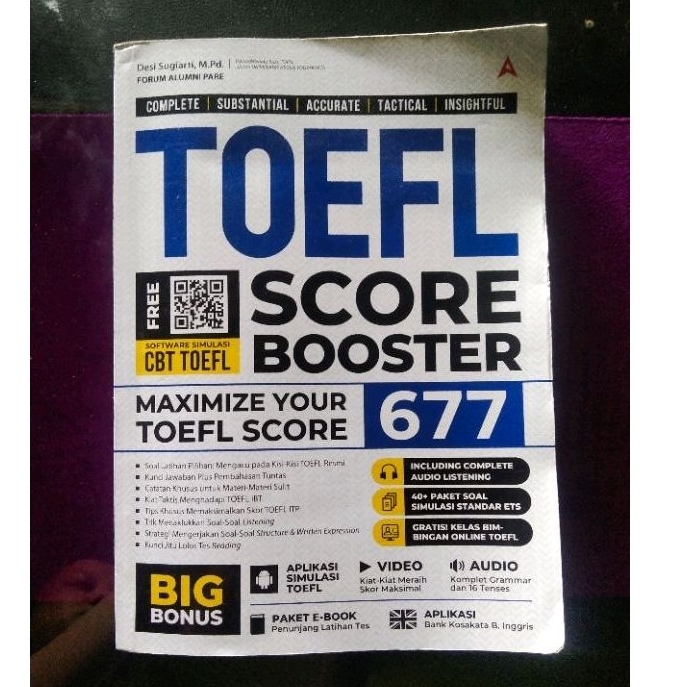 Desi Sugiarti, M.Pd.
FORUM ALUMNI PARE
COMPLETE | SUBSTANTIAL | ACCURATE | TACTICAL | INSIGHTFUL
TOEFL
FREE
SOFTWARE SIMULASI
CBT TOEFL
SCORE
BOOSTER
MAXIMIZE YOUR
TOEFL SCORE
677
Soal Latihan Pilihan; Mengacu pada Kisi-Kisi TOEFL Resmi
Kunci Jawaban Plus Pembahasan Tuntas
Catatan Khusus untuk Materi-Materi Sulit
Kiat Taktis Menghadapi TOEFL iBT
Tips Khusus Memaksimalkan Skor TOEFL ITP
Trik Menaklukkan Soal-Soal Listening
Strategi Mengerjakan Soal-Soal Structure & Written Expression
Kunci Jitu Lolos Tes Reading
INCLUDING COMPLETE
AUDIO LISTENING
40+ PAKET SOAL
SIMULASI STANDAR ETS
GRATIS! KELAS BIM-
BINGAN ONLINE TOEFL
BIG
BONUS
APLIKASI
SIMULASI
TOEFL
VIDEO
Kiat-Kiat Meraih
Skor Maksimal
AUDIO
Komplet Grammar
dan 16 Tenses
PAKET E-BOOK
Penunjang Latihan Tes
APLIKASI
Bank Kosakata B. Inggris